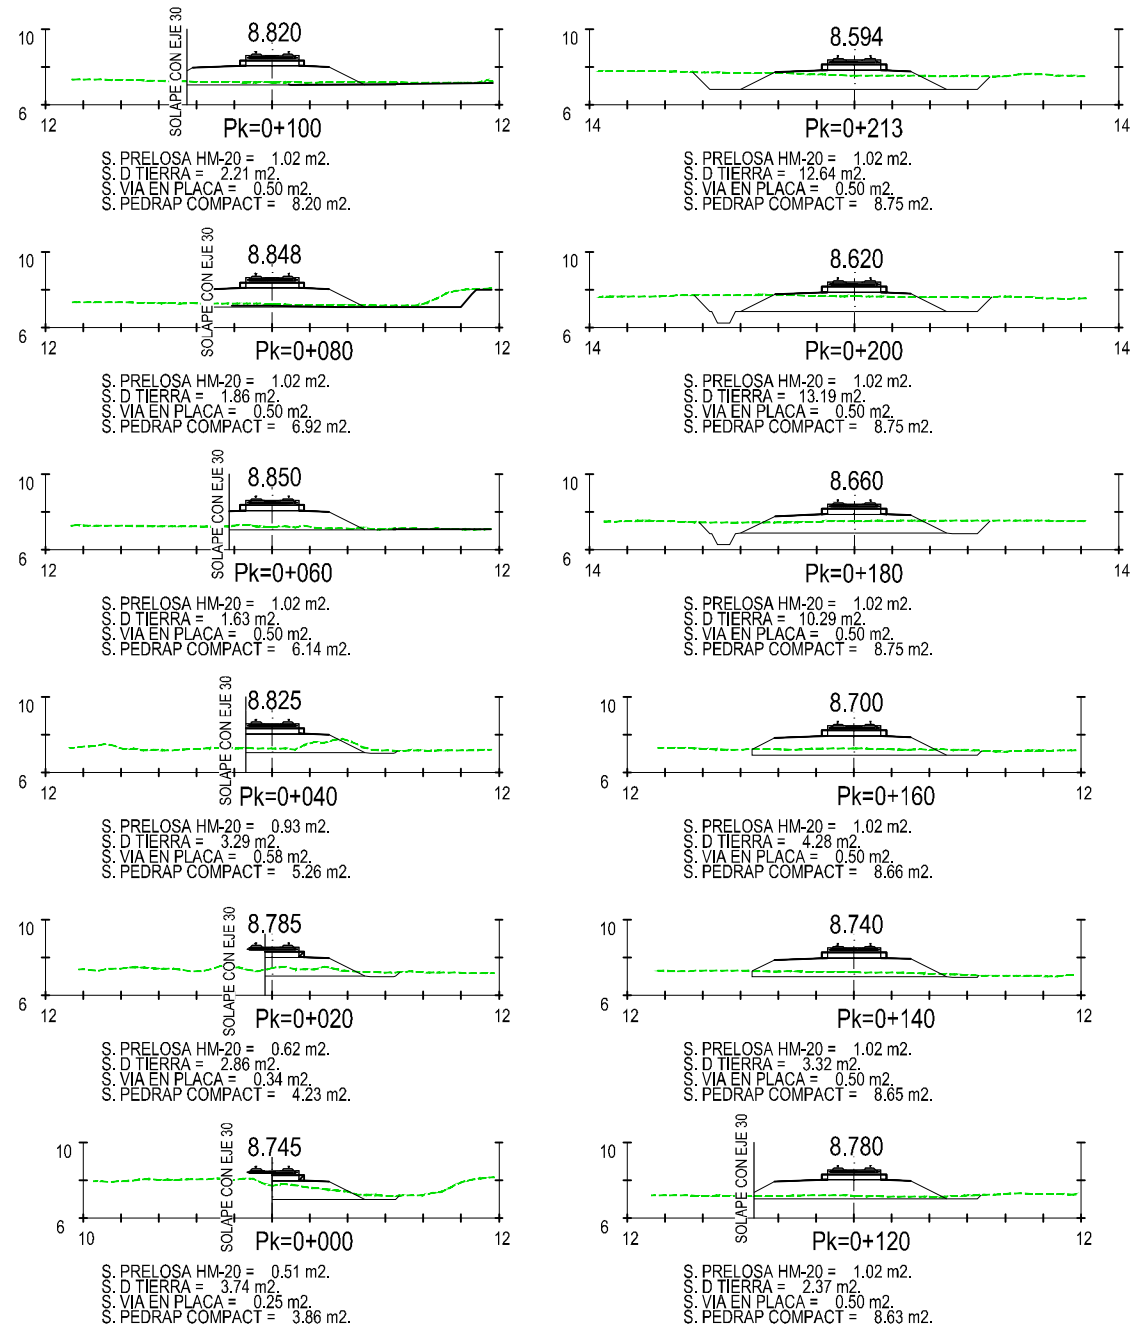 10
SOLAPE CON EJE 30
8.820
6
12
12
Pk=0+100
S. PRELOSA HM-20 = 1.02 m2.
S. D TIERRA = 2.21 m2.
S. VIA EN PLACA = 0.50 m2.
S. PEDRAP COMPACT = 8.20 m2.
10
SOLAPE CON EJE 30
8.848
6
12
12
Pk=0+080
S. PRELOSA HM-20 = 1.02 m2.
S. D TIERRA = 1.86 m2.
S. VIA EN PLACA = 0.50 m2.
S. PEDRAP COMPACT = 6.92 m2.
10
SOLAPE CON EJE 30
8.850
6
12
12
Pk=0+060
S. PRELOSA HM-20 = 1.02 m2.
S. D TIERRA = 1.63 m2.
S. VIA EN PLACA = 0.50 m2.
S. PEDRAP COMPACT = 6.14 m2.
10
SOLAPE CON EJE 30
8.825
6
12
12
Pk=0+040
S. PRELOSA HM-20 = 0.93 m2.
S. D TIERRA = 3.29 m2.
S. VIA EN PLACA = 0.58 m2.
S. PEDRAP COMPACT = 5.26 m2.
10
SOLAPE CON EJE 30
8.785
6
12
12
Pk=0+020
S. PRELOSA HM-20 = 0.62 m2.
S. D TIERRA = 2.86 m2.
S. VIA EN PLACA = 0.34 m2.
S. PEDRAP COMPACT = 4.23 m2.
10
SOLAPE CON EJE 30
8.745
6
10
12
Pk=0+000
S. PRELOSA HM-20 = 0.51 m2.
S. D TIERRA = 3.74 m2.
S. VIA EN PLACA = 0.25 m2.
S. PEDRAP COMPACT = 3.86 m2.
10
8.594
6
14
14
Pk=0+213
S. PRELOSA HM-20 = 1.02 m2.
S. D TIERRA = 12.64 m2.
S. VIA EN PLACA = 0.50 m2.
S. PEDRAP COMPACT = 8.75 m2.
10
8.620
6
14
14
Pk=0+200
S. PRELOSA HM-20 = 1.02 m2.
S. D TIERRA = 13.19 m2.
S. VIA EN PLACA = 0.50 m2.
S. PEDRAP COMPACT = 8.75 m2.
10
8.660
6
14
14
Pk=0+180
S. PRELOSA HM-20 = 1.02 m2.
S. D TIERRA = 10.29 m2.
S. VIA EN PLACA = 0.50 m2.
S. PEDRAP COMPACT = 8.75 m2.
10
8.700
6
12
12
Pk=0+160
S. PRELOSA HM-20 = 1.02 m2.
S. D TIERRA = 4.28 m2.
S. VIA EN PLACA = 0.50 m2.
S. PEDRAP COMPACT = 8.66 m2.
10
8.740
6
12
12
Pk=0+140
S. PRELOSA HM-20 = 1.02 m2.
S. D TIERRA = 3.32 m2.
S. VIA EN PLACA = 0.50 m2.
S. PEDRAP COMPACT = 8.65 m2.
10
SOLAPE CON EJE 30
8.780
6
12
12
Pk=0+120
S. PRELOSA HM-20 = 1.02 m2.
S. D TIERRA = 2.37 m2.
S. VIA EN PLACA = 0.50 m2.
S. PEDRAP COMPACT = 8.63 m2.